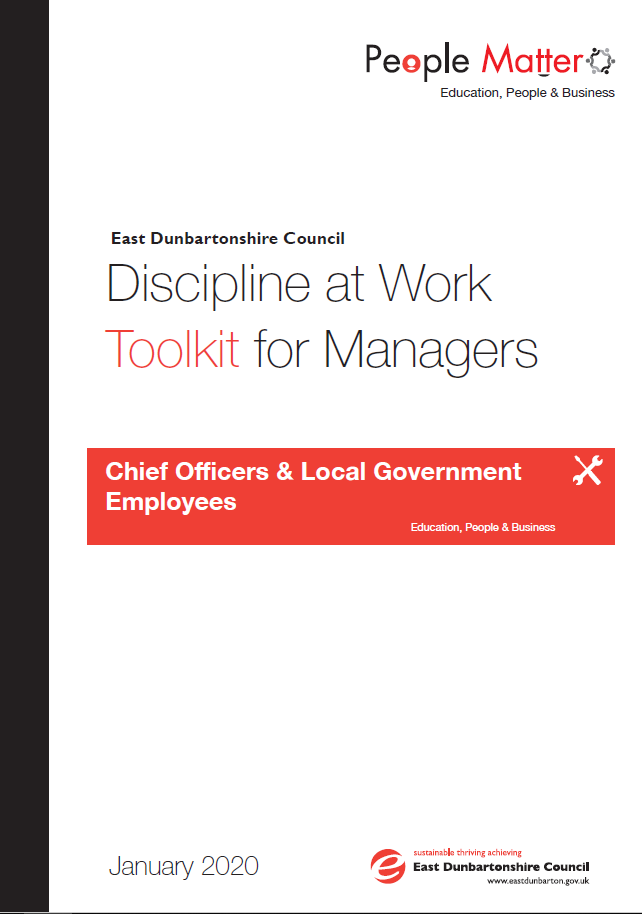 People Matter
Education, People & Business
East Dunbartonshire Council
Discipline at Work
Toolkit for Managers
Chief Officers & Local Government
Employees
Education, People & Business
January 2020
sustainable thriving achieving
East Dunbartonshire Council
www.eastdunbarton.gov.uk